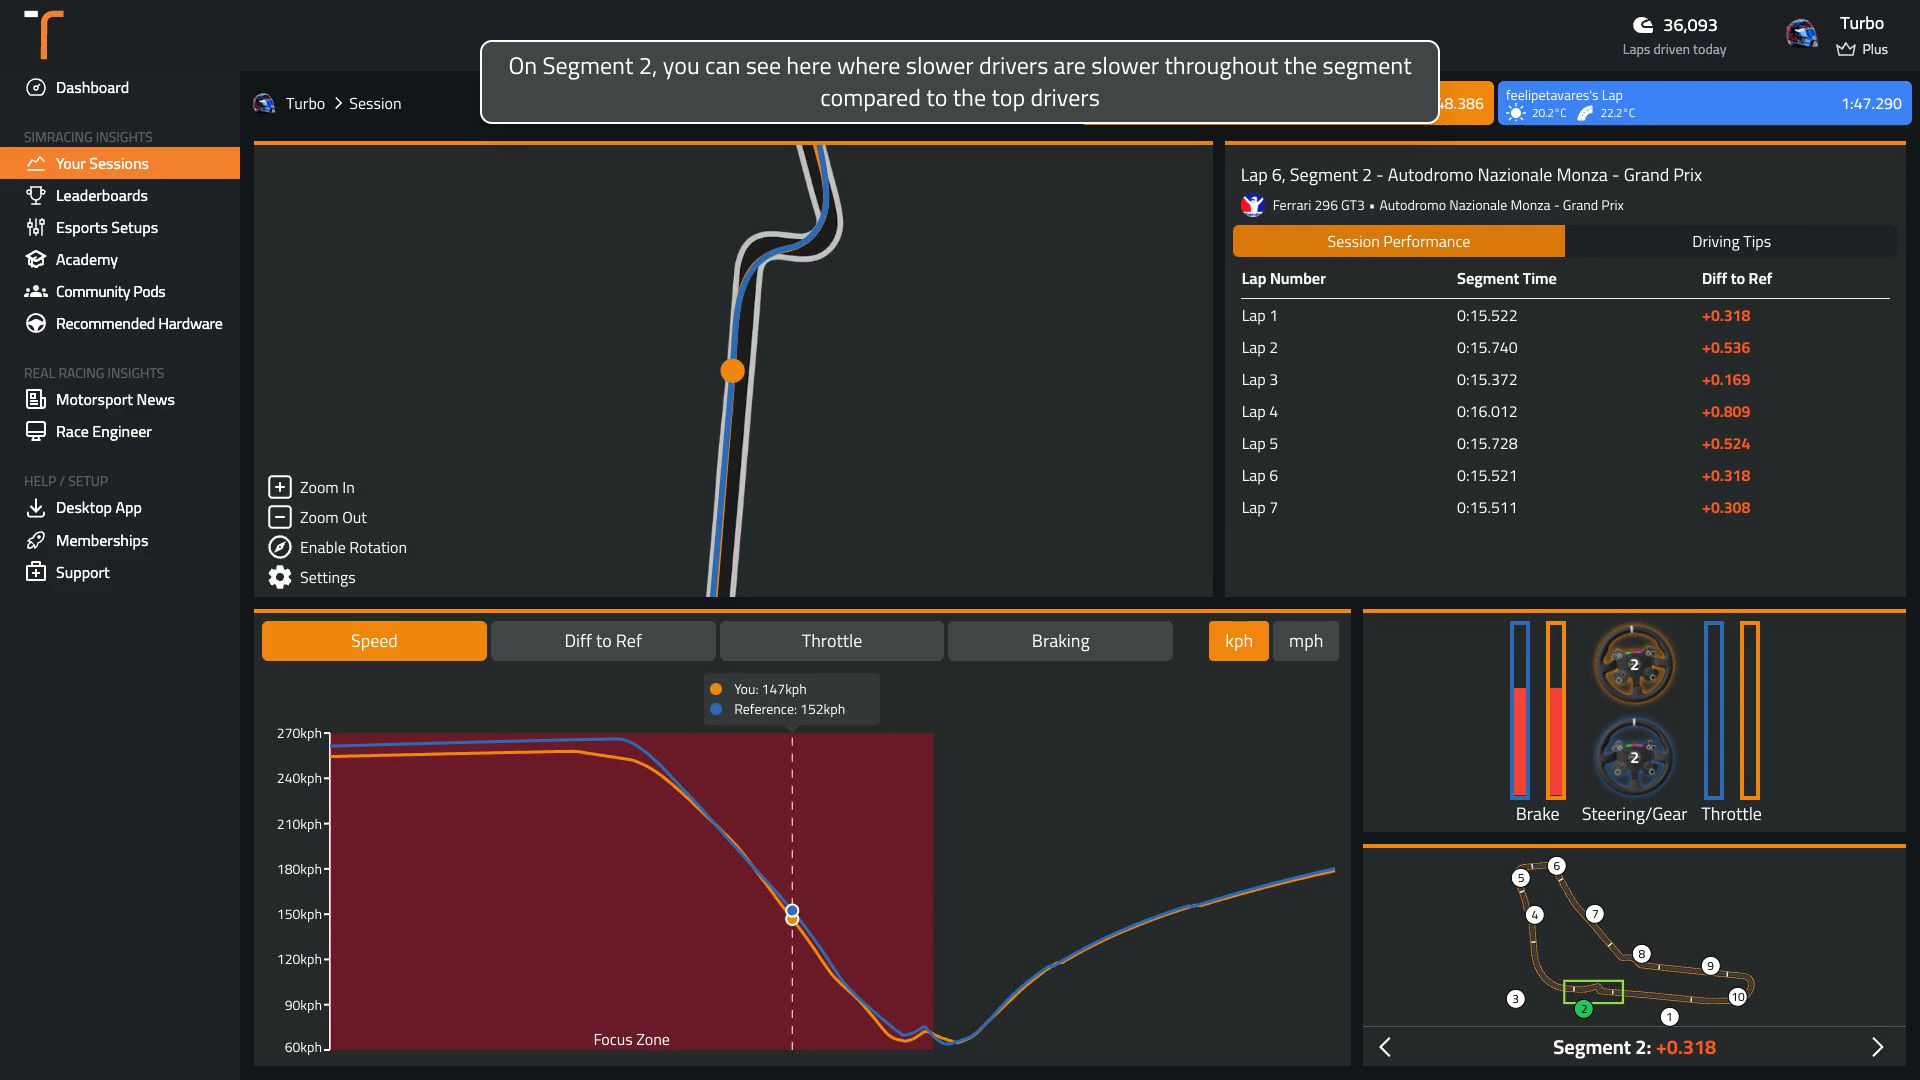 36,093
Laps driven today
Turbo
Plus
On Segment 2, you can see here where slower drivers are slower throughout the segment
compared to the top drivers
Dashboard
SIMRACING INSIGHTS
Your Sessions
Leaderboards
Esports Setups
Academy
Community Pods
Recommended Hardware
REAL RACING INSIGHTS
Motorsport News
Race Engineer
HELP / SETUP
Desktop App
Memberships
Support
Turbo > Session
48.386
feelipetavares's Lap
20.2°C 22.2°C
1:47.290
Zoom In
Zoom Out
Enable Rotation
Settings
Lap 6, Segment 2 - Autodromo Nazionale Monza - Grand Prix
Ferrari 296 GT3 • Autodromo Nazionale Monza - Grand Prix
Session Performance Driving Tips
Lap Number Segment Time Diff to Ref
Lap 1 0:15.522 +0.318
Lap 2 0:15.740 +0.536
Lap 3 0:15.372 +0.169
Lap 4 0:16.012 +0.809
Lap 5 0:15.728 +0.524
Lap 6 0:15.521 +0.318
Lap 7 0:15.511 +0.308
Speed Diff to Ref Throttle Braking kph mph
You: 147kph
Reference: 152kph
270kph
240kph
210kph
180kph
150kph
120kph
90kph
60kph
Focus Zone
2
2
Brake Steering/Gear Throttle
6
5
4
7
8
9
10
3
2
1
Segment 2: +0.318